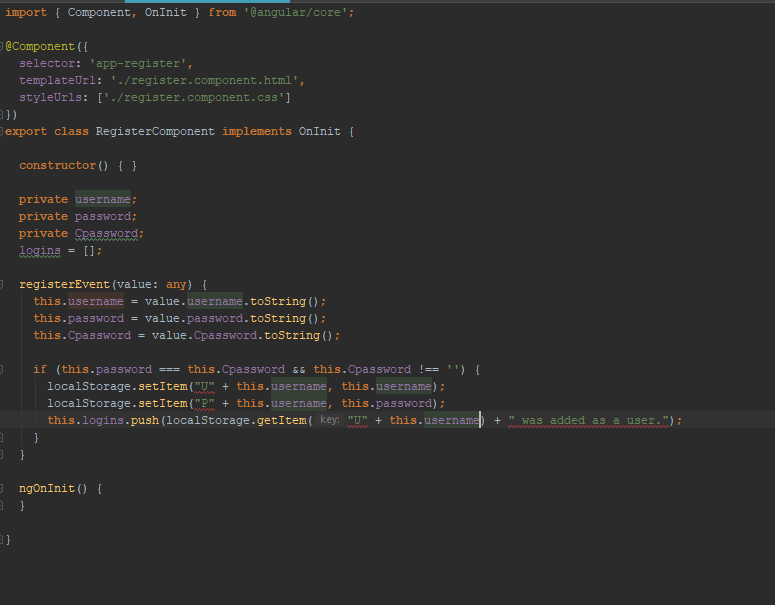 import { Component, OnInit } from '@angular/core';
@Component({
selector: 'app-register',
templateUrl: './register.component.html',
styleUrls: ['./register.component.css']
})
export class RegisterComponent implements OnInit {
constructor() { }
private username;
private password;
private Cpassword;
logins = [];
registerEvent(value: any) {
this.username = value.username.toString();
this.password = value.password.toString();
this.Cpassword = value.Cpassword.toString();
if (this.password === this.Cpassword && this.Cpassword !== '') {
localStorage.setItem("U" + this.username, this.username);
localStorage.setItem("P" + this.username, this.password);
this.logins.push(localStorage.getItem( key: "U" + this.username) + " was added as a user.");
}
}
ngOnInit() {
}
}